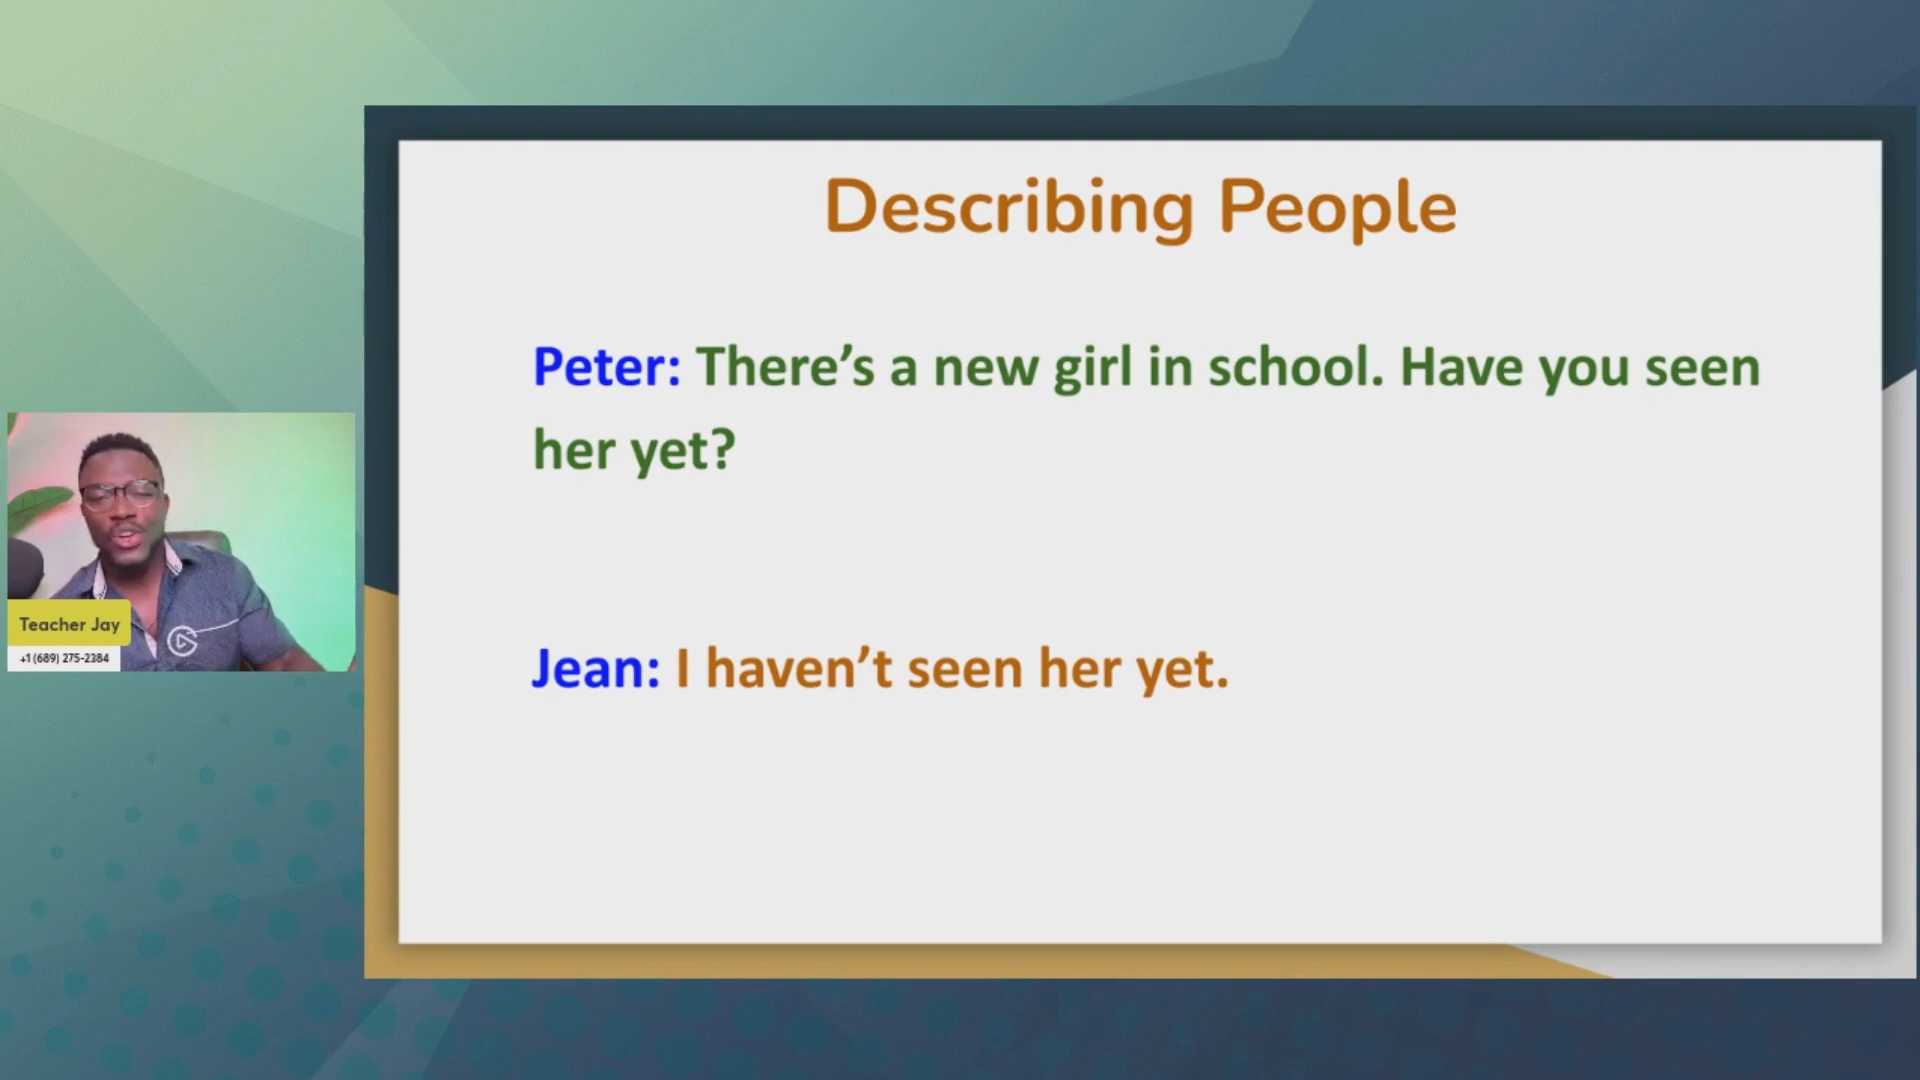 Describing People
Peter: There’s a new girl in school. Have you seen
her yet?
Jean: I haven’t seen her yet.
Teacher Jay
+1 (689) 275-2384